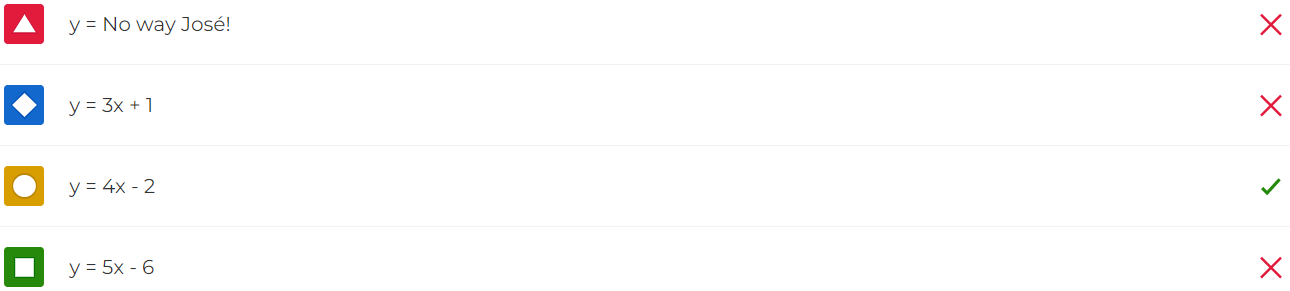 y = No way José!
y = 3x + 1
y = 4x - 2
y = 5x - 6